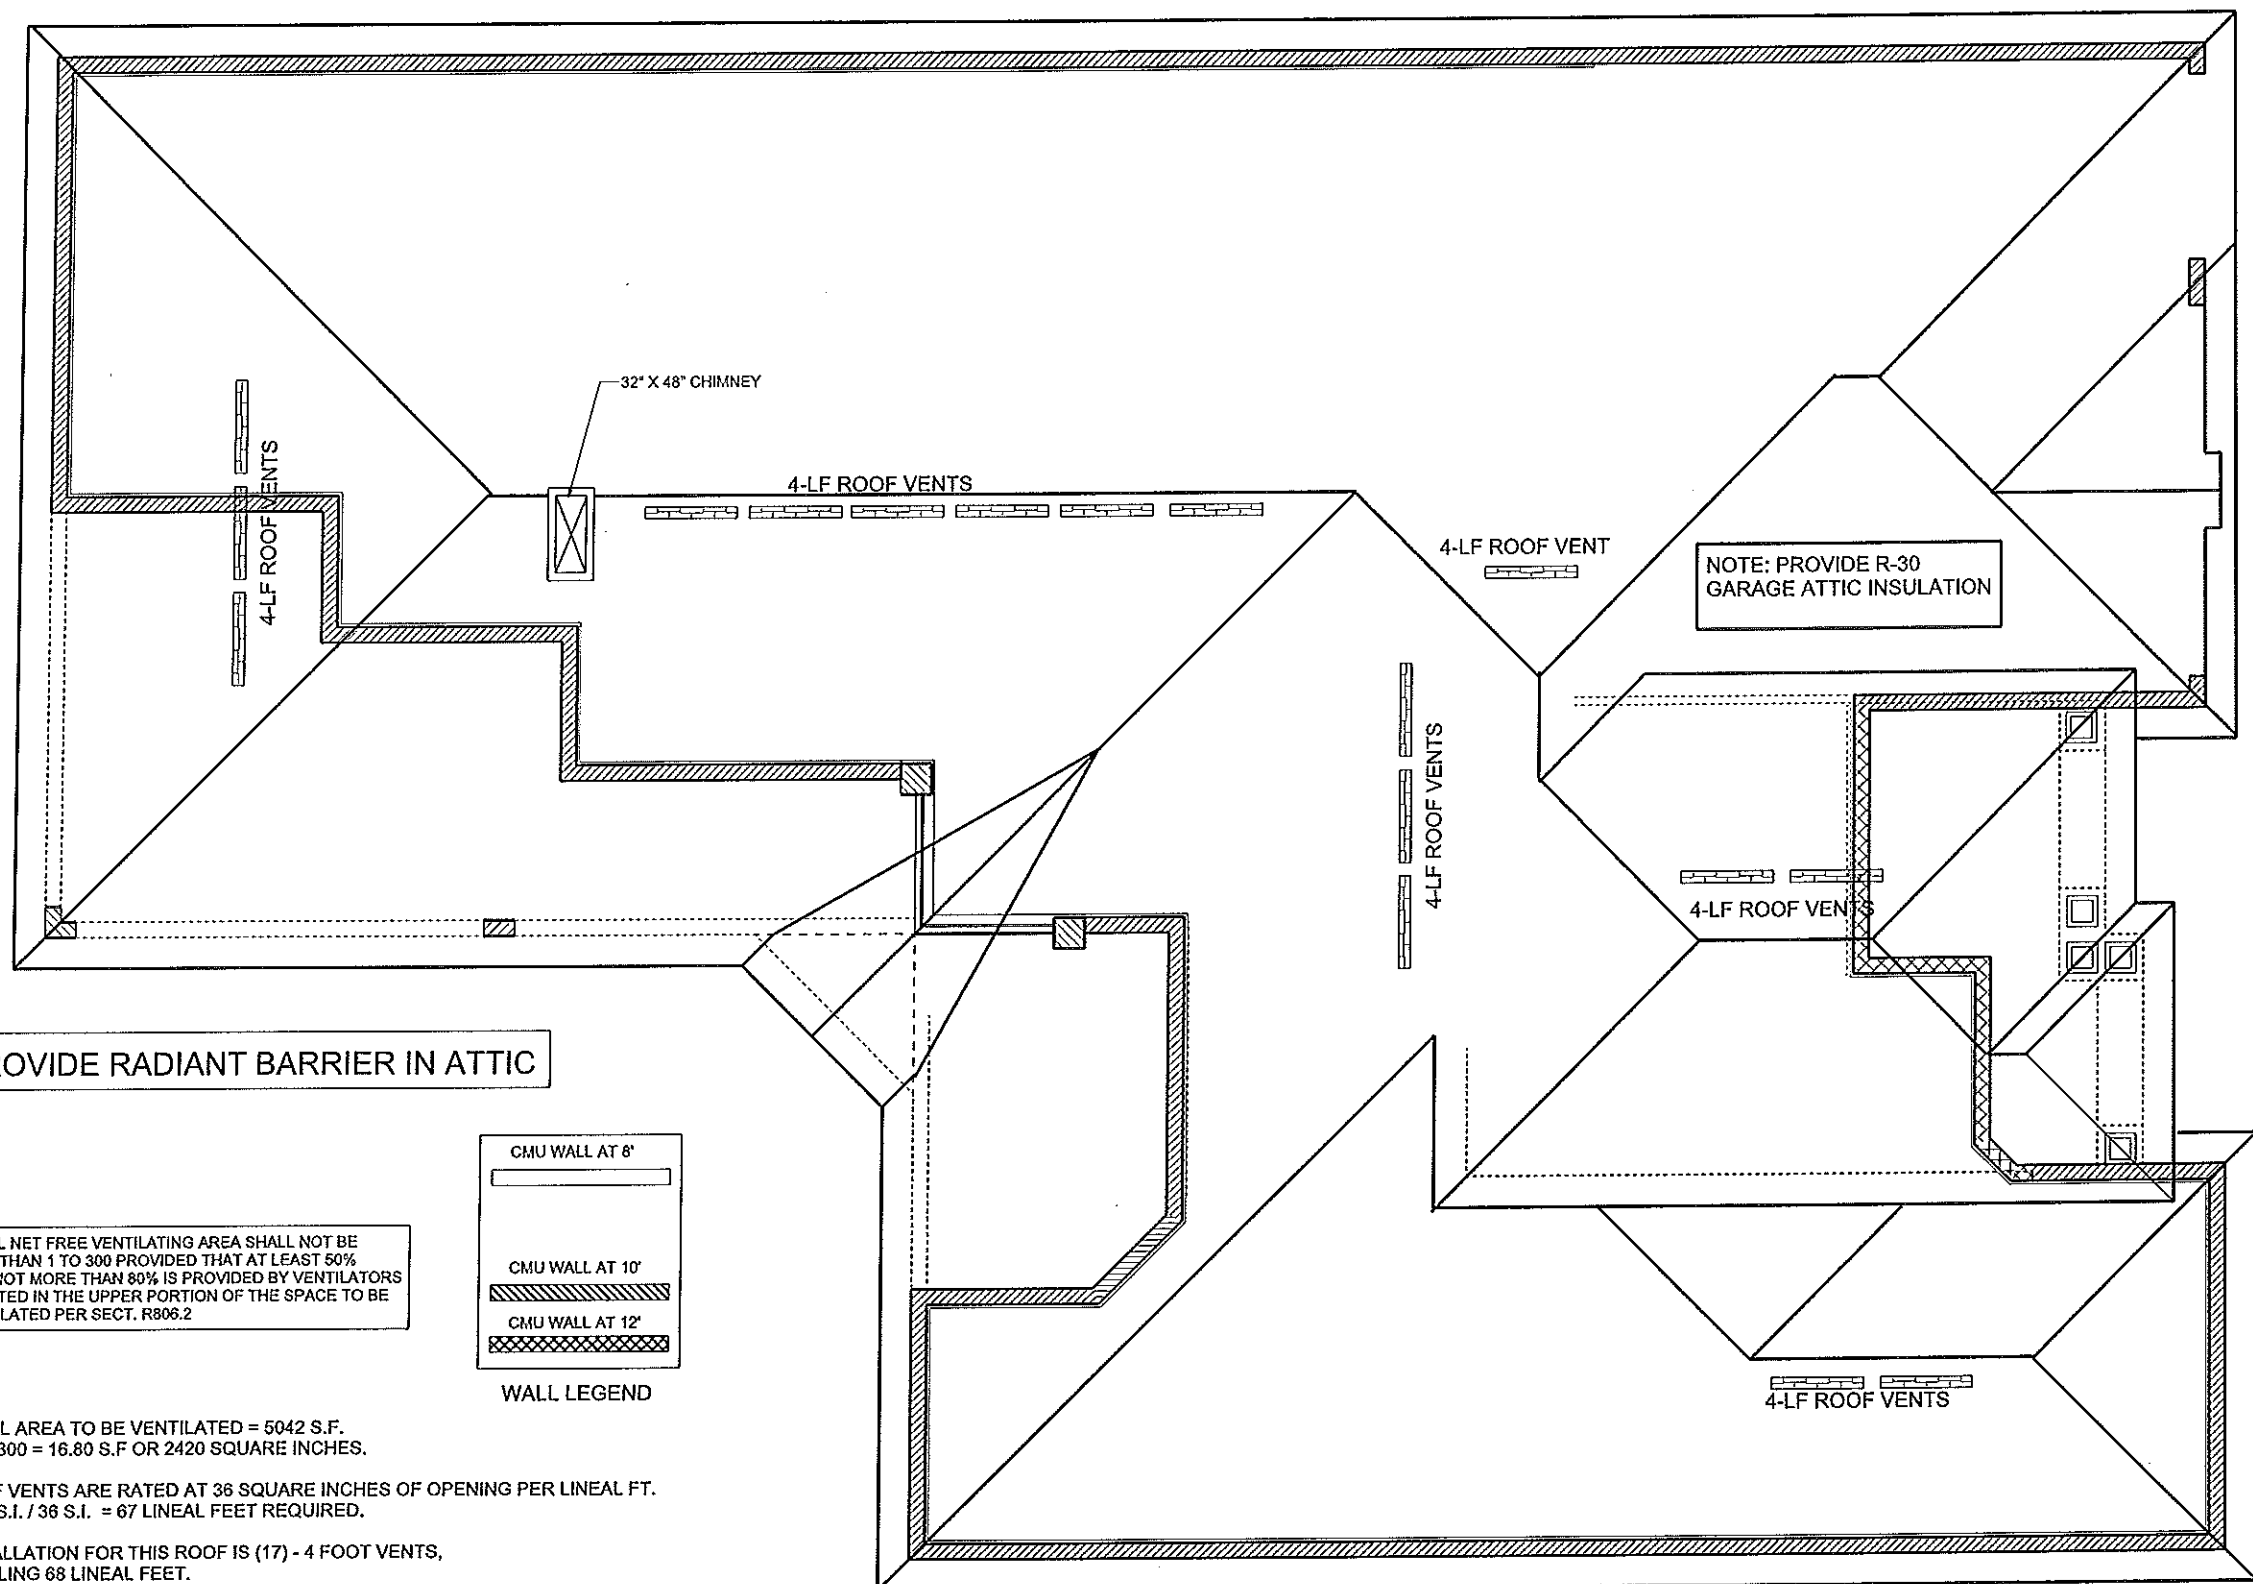 32" X 48" CHIMNEY
4-LF ROOF VENTS
4-LF ROOF VENTS
4-LF ROOF VENT
NOTE: PROVIDE R-30
GARAGE ATTIC INSULATION
4-LF ROOF VENTS
4-LF ROOF VENTS
OVIDE RADIANT BARRIER IN ATTIC
CMU WALL AT 8'
CMU WALL AT 10'
CMU WALL AT 12'
WALL LEGEND
L NET FREE VENTILATING AREA SHALL NOT BE
THAN 1 TO 300 PROVIDED THAT AT LEAST 50%
NOT MORE THAN 80% IS PROVIDED BY VENTILATORS
TED IN THE UPPER PORTION OF THE SPACE TO BE
LATED PER SECT. R806.2
4-LF ROOF VENTS
L AREA TO BE VENTILATED = 5042 S.F.
300 = 16.80 S.F OR 2420 SQUARE INCHES.
F VENTS ARE RATED AT 36 SQUARE INCHES OF OPENING PER LINEAL FT.
S.I. / 36 S.I. = 67 LINEAL FEET REQUIRED.
ALLATION FOR THIS ROOF IS (17) - 4 FOOT VENTS,
LING 68 LINEAL FEET.